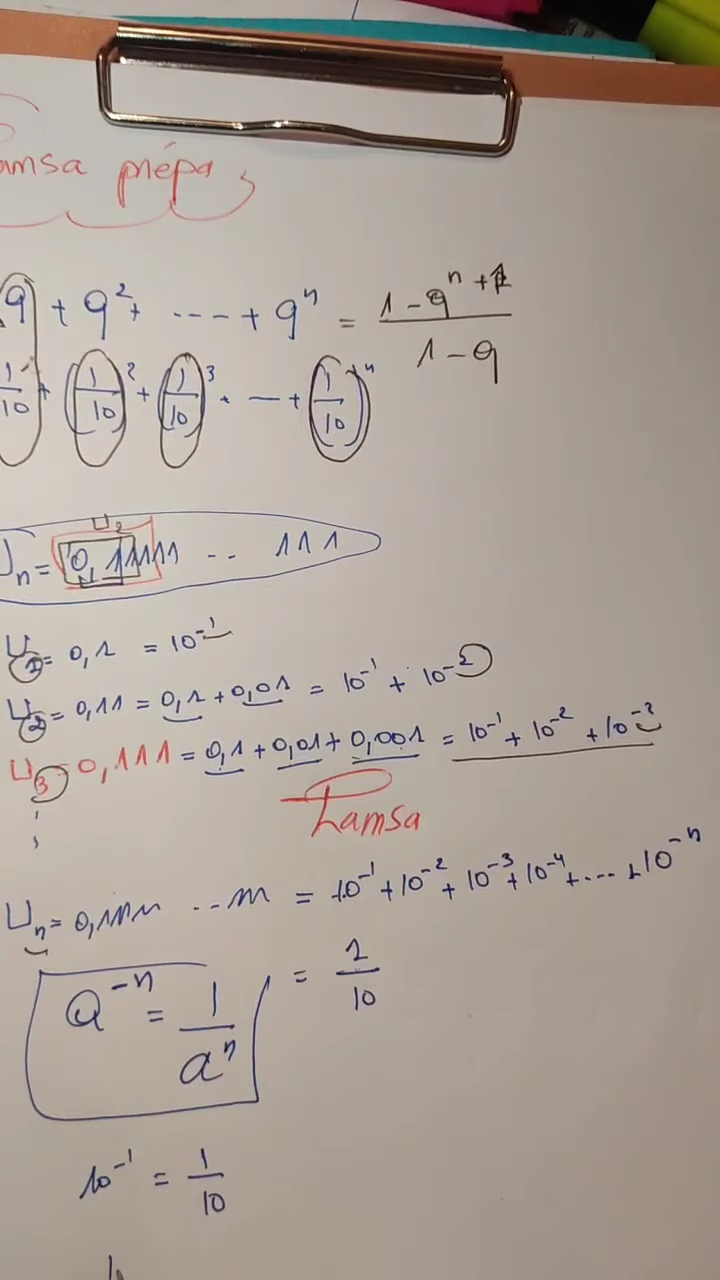 amsa prépa
q + q² + ---- + qⁿ = (1 - qⁿ⁺¹)/(1 - q)
1/10 + (1/10)² + (1/10)³ . — + (1/10)ⁿ
U₂
Uₙ = 0,11111 .. 111
U₁ = 0,1 = 10⁻¹
U₂ = 0,11 = 0,1 + 0,01 = 10⁻¹ + 10⁻²
U₃ = 0,111 = 0,1 + 0,01 + 0,001 = 10⁻¹ + 10⁻² + 10⁻³
Lamsa
Uₙ = 0,1111 ... 111 = 10⁻¹ + 10⁻² + 10⁻³ + 10⁻⁴ + .... + 10⁻ⁿ
a⁻ⁿ = 1/aⁿ = 1/10
10⁻¹ = 1/10